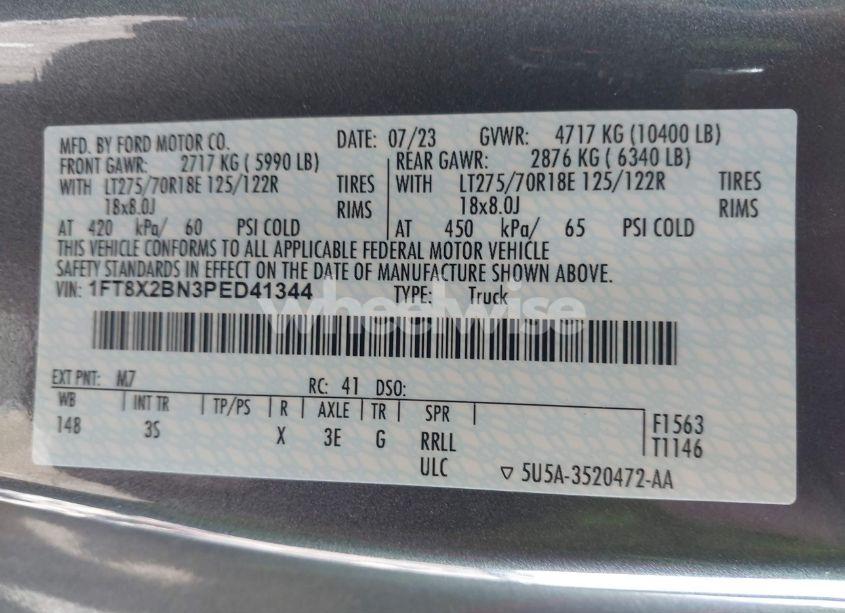 MFD. BY FORD MOTOR CO. DATE: 07/23 GVWR: 4717 KG (10400 LB)
FRONT GAWR: 2717 KG ( 5990 LB) REAR GAWR: 2876 KG ( 6340 LB)
WITH LT275/70R18E 125/122R TIRES WITH LT275/70R18E 125/122R TIRES
18x8.0J RIMS 18x8.0J RIMS
AT 420 kPa/ 60 PSI COLD AT 450 kPa/ 65 PSI COLD
THIS VEHICLE CONFORMS TO ALL APPLICABLE FEDERAL MOTOR VEHICLE
SAFETY STANDARDS IN EFFECT ON THE DATE OF MANUFACTURE SHOWN ABOVE.
VIN: 1FT8X2BN3PED41344 TYPE: Truck
wheelwise
EXT PNT: M7 RC: 41 DSO:
WB INT TR TP/PS R AXLE TR SPR F1563
148 3S X 3E G RRLL T1146
ULC ▽ 5U5A-3520472-AA